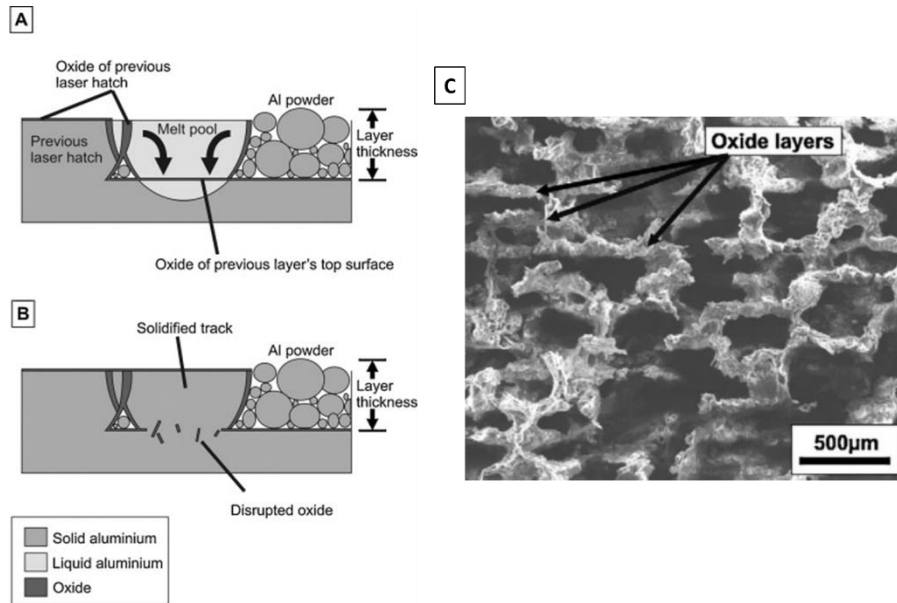 A
Oxide of previous
laser hatch
Al powder
Previous
laser hatch
Melt pool
Layer
thickness
Oxide of previous layer's top surface
B
Solidified track
Al powder
Layer
thickness
Disrupted oxide
Solid aluminium
Liquid aluminium
Oxide
C
Oxide layers
500µm